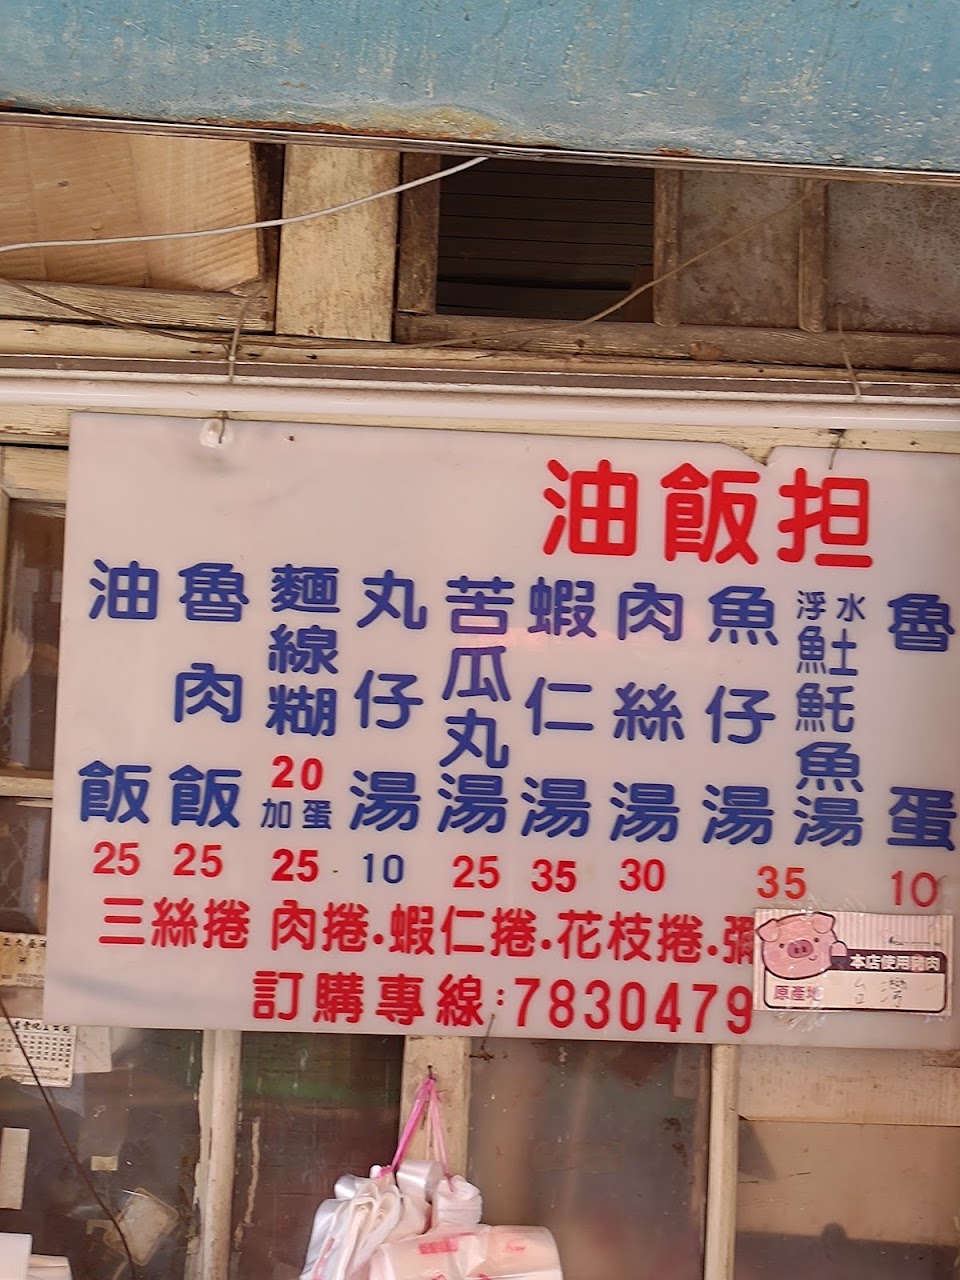 油飯担
油飯 25
魯肉飯 25
麵線糊 20
加蛋 25
丸仔湯 10
苦瓜丸湯 25
蝦仁湯 35
肉絲湯 30
魚仔湯
浮水魠魚湯 35
魯蛋 10
三絲捲 肉捲.蝦仁捲.花枝捲.彌
訂購專線:7830479
本店使用豬肉
原產地 台灣